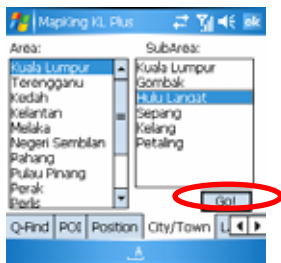 MapKing KL Plus ok
Area:
SubArea:
Kuala Lumpur
Terengganu
Kedah
Kelantan
Melaka
Negeri Sembilan
Pahang
Pulau Pinang
Perak
Perlis
Kuala Lumpur
Gombak
Hulu Langat
Sepang
Kelang
Petaling
Go!
Q-Find POI Position City/Town